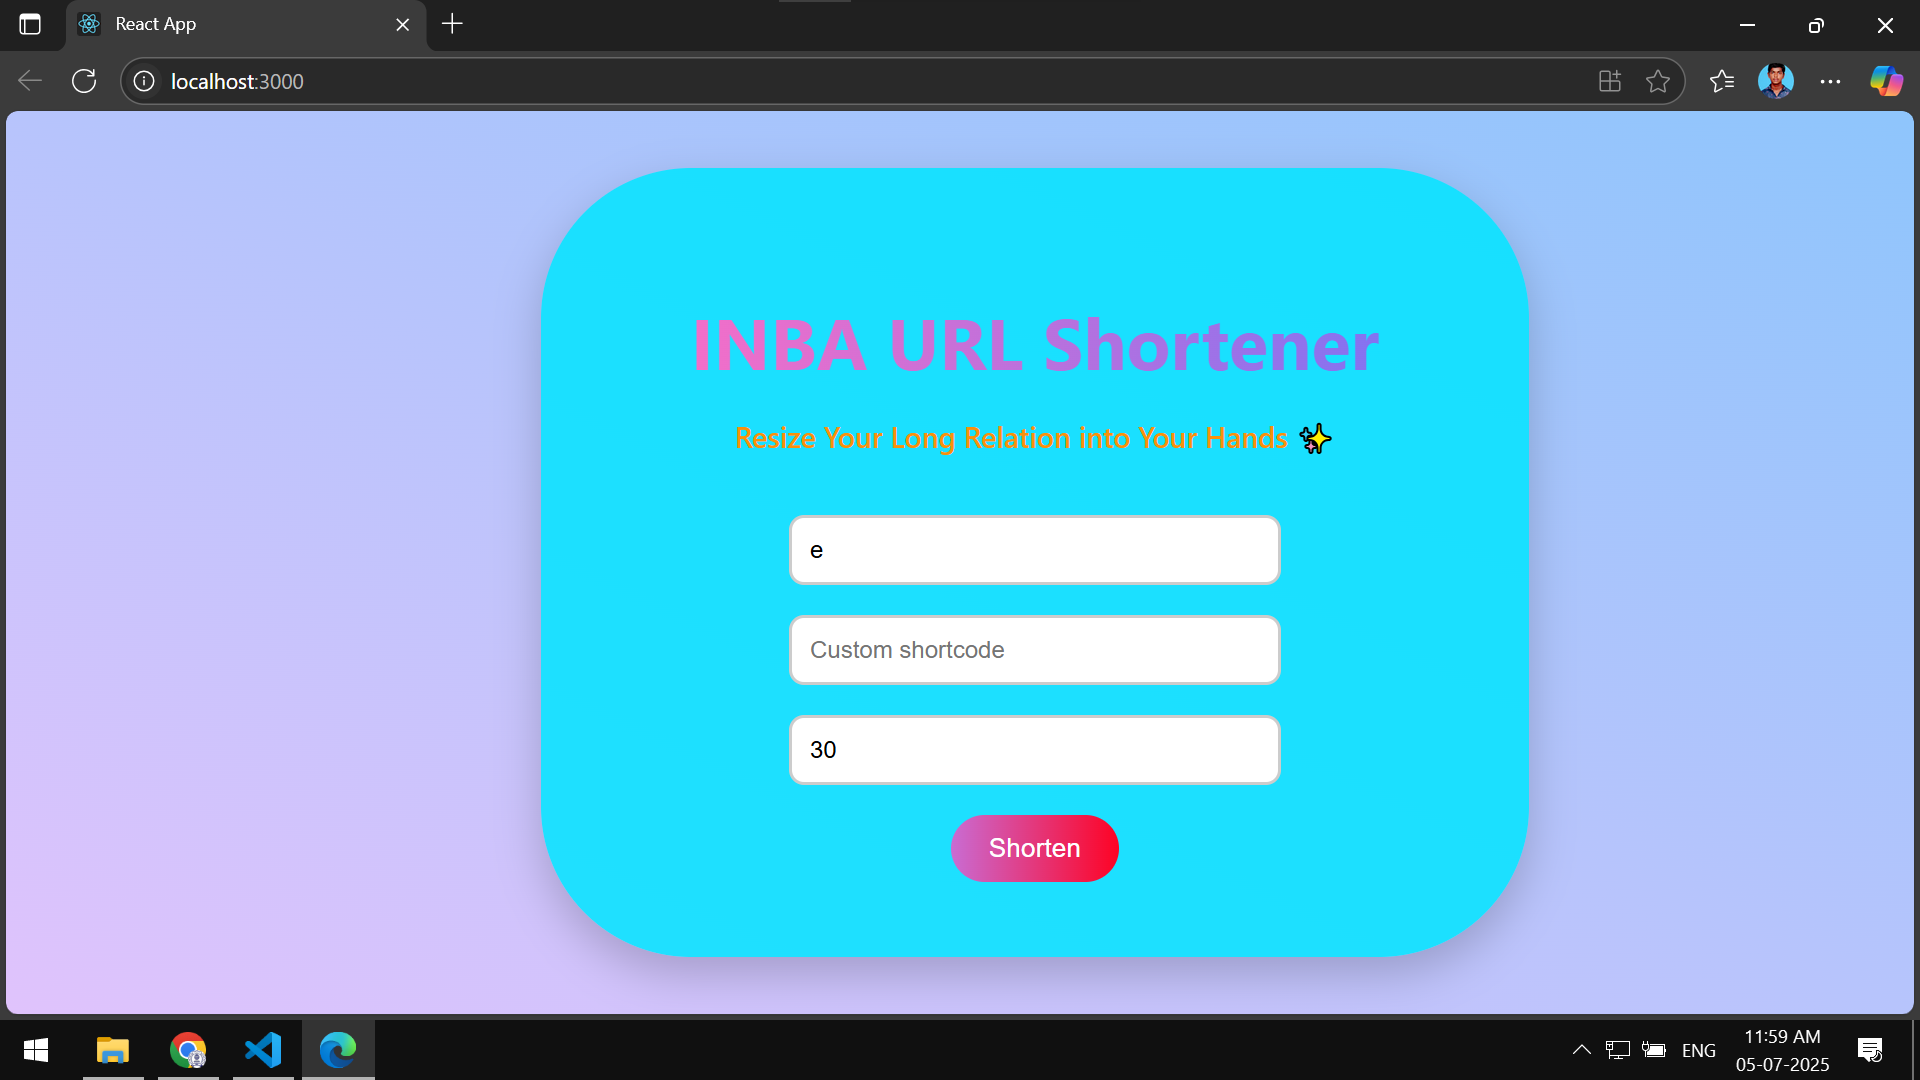 React App
localhost:3000
INBA URL Shortener
Resize Your Long Relation into Your Hands ✨
e
Custom shortcode
30
Shorten
ENG
11:59 AM
05-07-2025